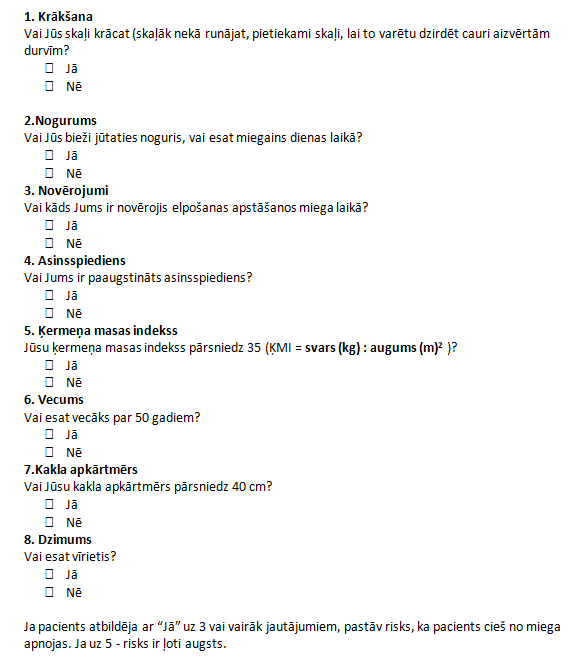 1. Krākšana
Vai Jūs skaļi krācat (skaļāk nekā runājat, pietiekami skaļi, lai to varētu dzirdēt cauri aizvērtām
durvīm?
☐ Jā
☐ Nē
2.Nogurums
Vai Jūs bieži jūtaties noguris, vai esat miegains dienas laikā?
☐ Jā
☐ Nē
3. Novērojumi
Vai kāds Jums ir novērojis elpošanas apstāšanos miega laikā?
☐ Jā
☐ Nē
4. Asinsspiediens
Vai Jums ir paaugstināts asinsspiediens?
☐ Jā
☐ Nē
5. Ķermeņa masas indekss
Jūsu ķermeņa masas indekss pārsniedz 35 (ĶMI = svars (kg) : augums (m)² )?
☐ Jā
☐ Nē
6. Vecums
Vai esat vecāks par 50 gadiem?
☐ Jā
☐ Nē
7.Kakla apkārtmērs
Vai Jūsu kakla apkārtmērs pārsniedz 40 cm?
☐ Jā
☐ Nē
8. Dzimums
Vai esat vīrietis?
☐ Jā
☐ Nē
Ja pacients atbildēja ar “Jā” uz 3 vai vairāk jautājumiem, pastāv risks, ka pacients cieš no miega
apnojas. Ja uz 5 - risks ir ļoti augsts.